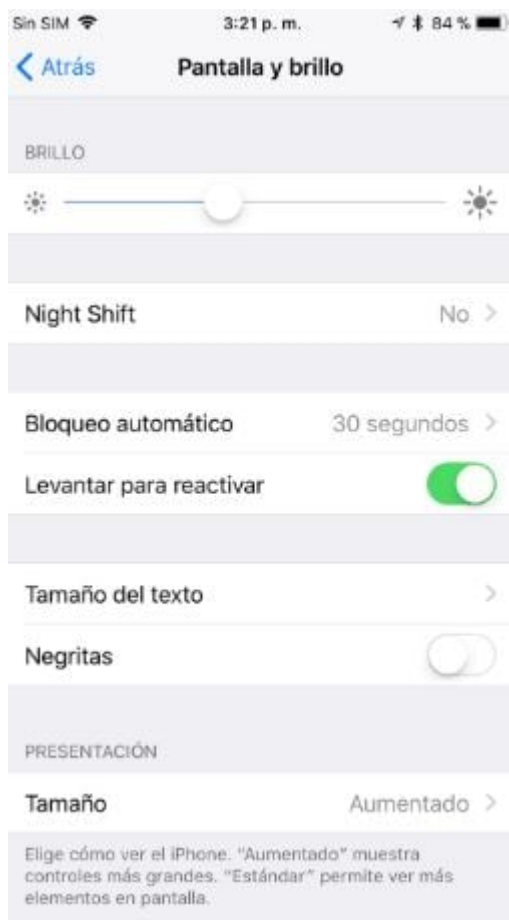 Sin SIM 3:21 p. m. 84 %
Atrás Pantalla y brillo
BRILLO
Night Shift No
Bloqueo automático 30 segundos
Levantar para reactivar
Tamaño del texto
Negritas
PRESENTACIÓN
Tamaño Aumentado
Elige cómo ver el iPhone. "Aumentado" muestra
controles más grandes. "Estándar" permite ver más
elementos en pantalla.